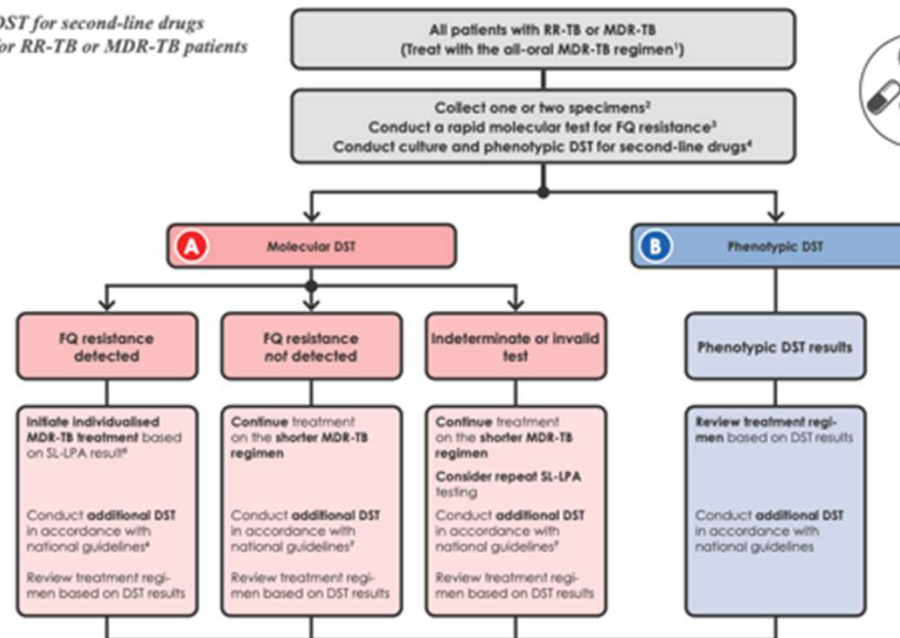 DST for second-line drugs
for RR-TB or MDR-TB patients
All patients with RR-TB or MDR-TB
(Treat with the all-oral MDR-TB regimen¹)
Collect one or two specimens²
Conduct a rapid molecular test for FQ resistance³
Conduct culture and phenotypic DST for second-line drugs⁴
A
Molecular DST
B
Phenotypic DST
FQ resistance
detected
FQ resistance
not detected
Indeterminate or invalid
test
Phenotypic DST results
Initiate individualised
MDR-TB treatment based
on SL-LPA result
Conduct additional DST
in accordance with
national guidelines
Review treatment regi-
men based on DST results
Continue treatment
on the shorter MDR-TB
regimen
Conduct additional DST
in accordance with
national guidelines⁷
Review treatment regi-
men based on DST results
Continue treatment
on the shorter MDR-TB
regimen
Consider repeat SL-LPA
testing
Conduct additional DST
in accordance with
national guidelines⁷
Review treatment regi-
men based on DST results
Review treatment regi-
men based on DST results
Conduct additional DST
in accordance with
national guidelines